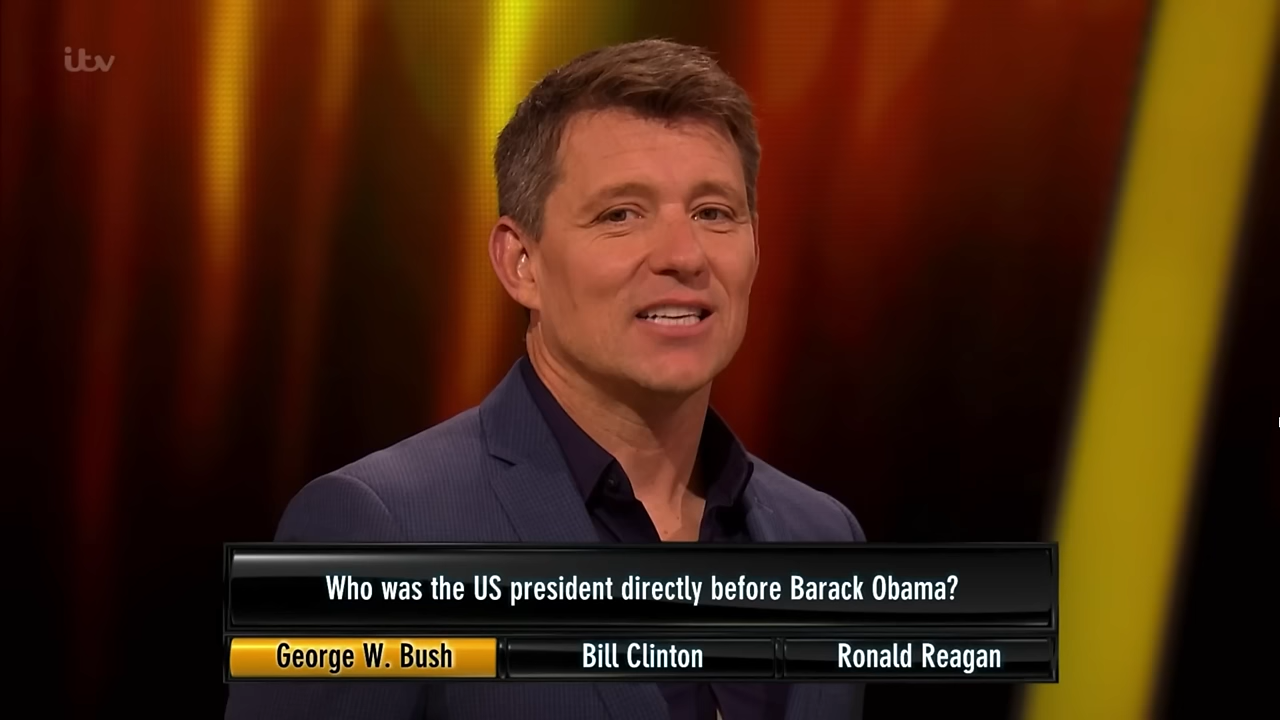 itv
Who was the US president directly before Barack Obama?
George W. Bush
Bill Clinton
Ronald Reagan